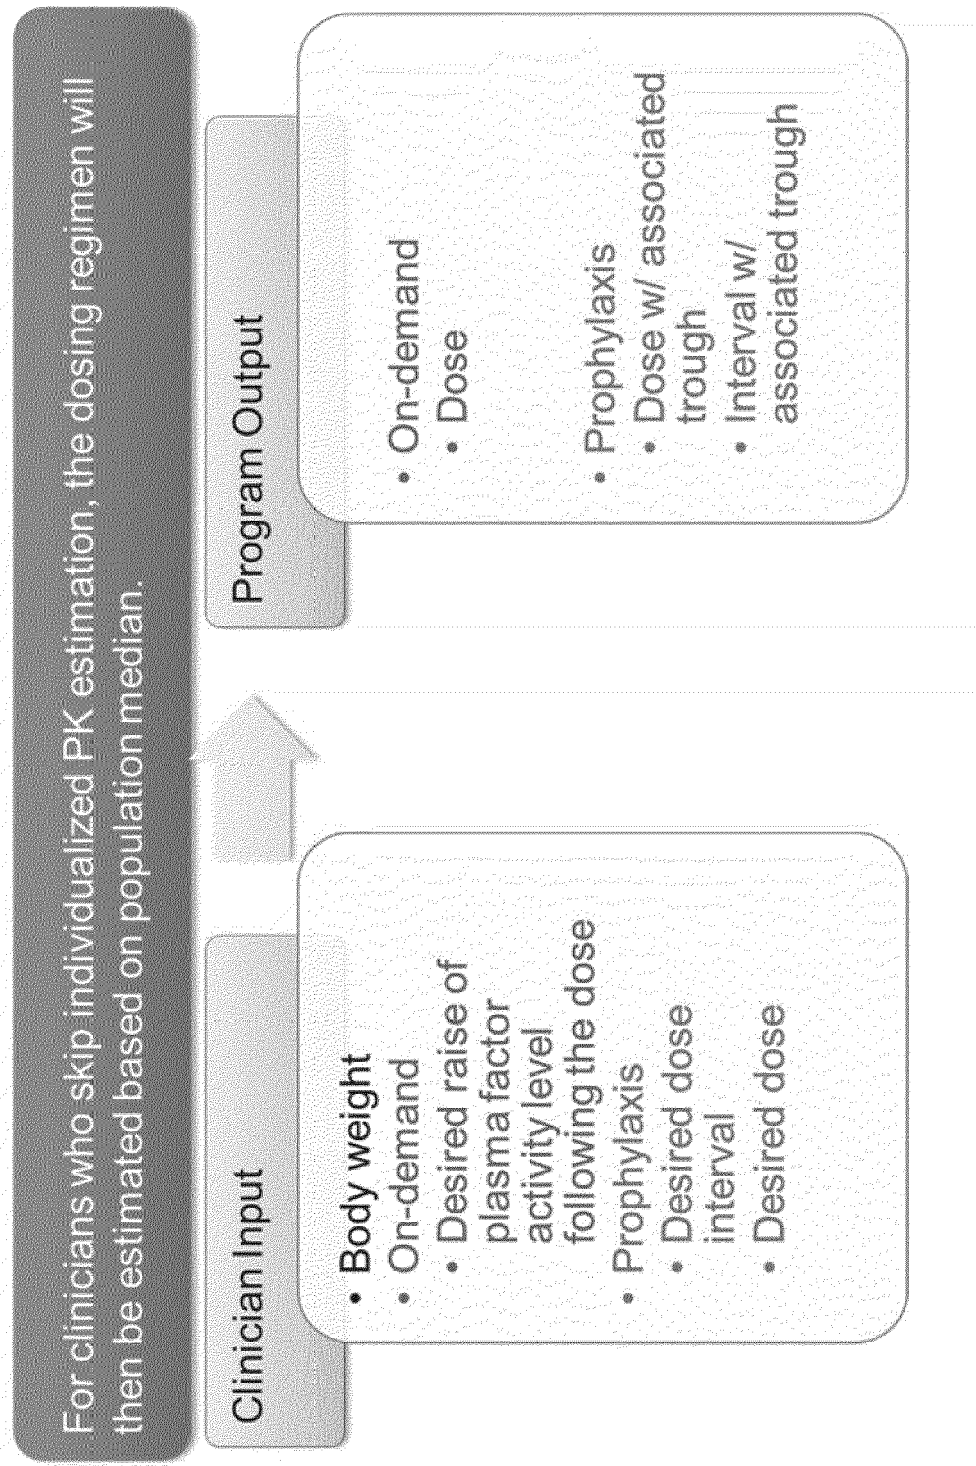 For clinicians who skip individualized PK estimation, the dosing regimen will
then be estimated based on population median.
Clinician Input
• Body weight
• On-demand
• Desired raise of
plasma factor
activity level
following the dose
• Prophylaxis
• Desired dose
interval
• Desired dose
Program Output
• On-demand
• Dose
• Prophylaxis
• Dose w/ associated
trough
• Interval w/
associated trough